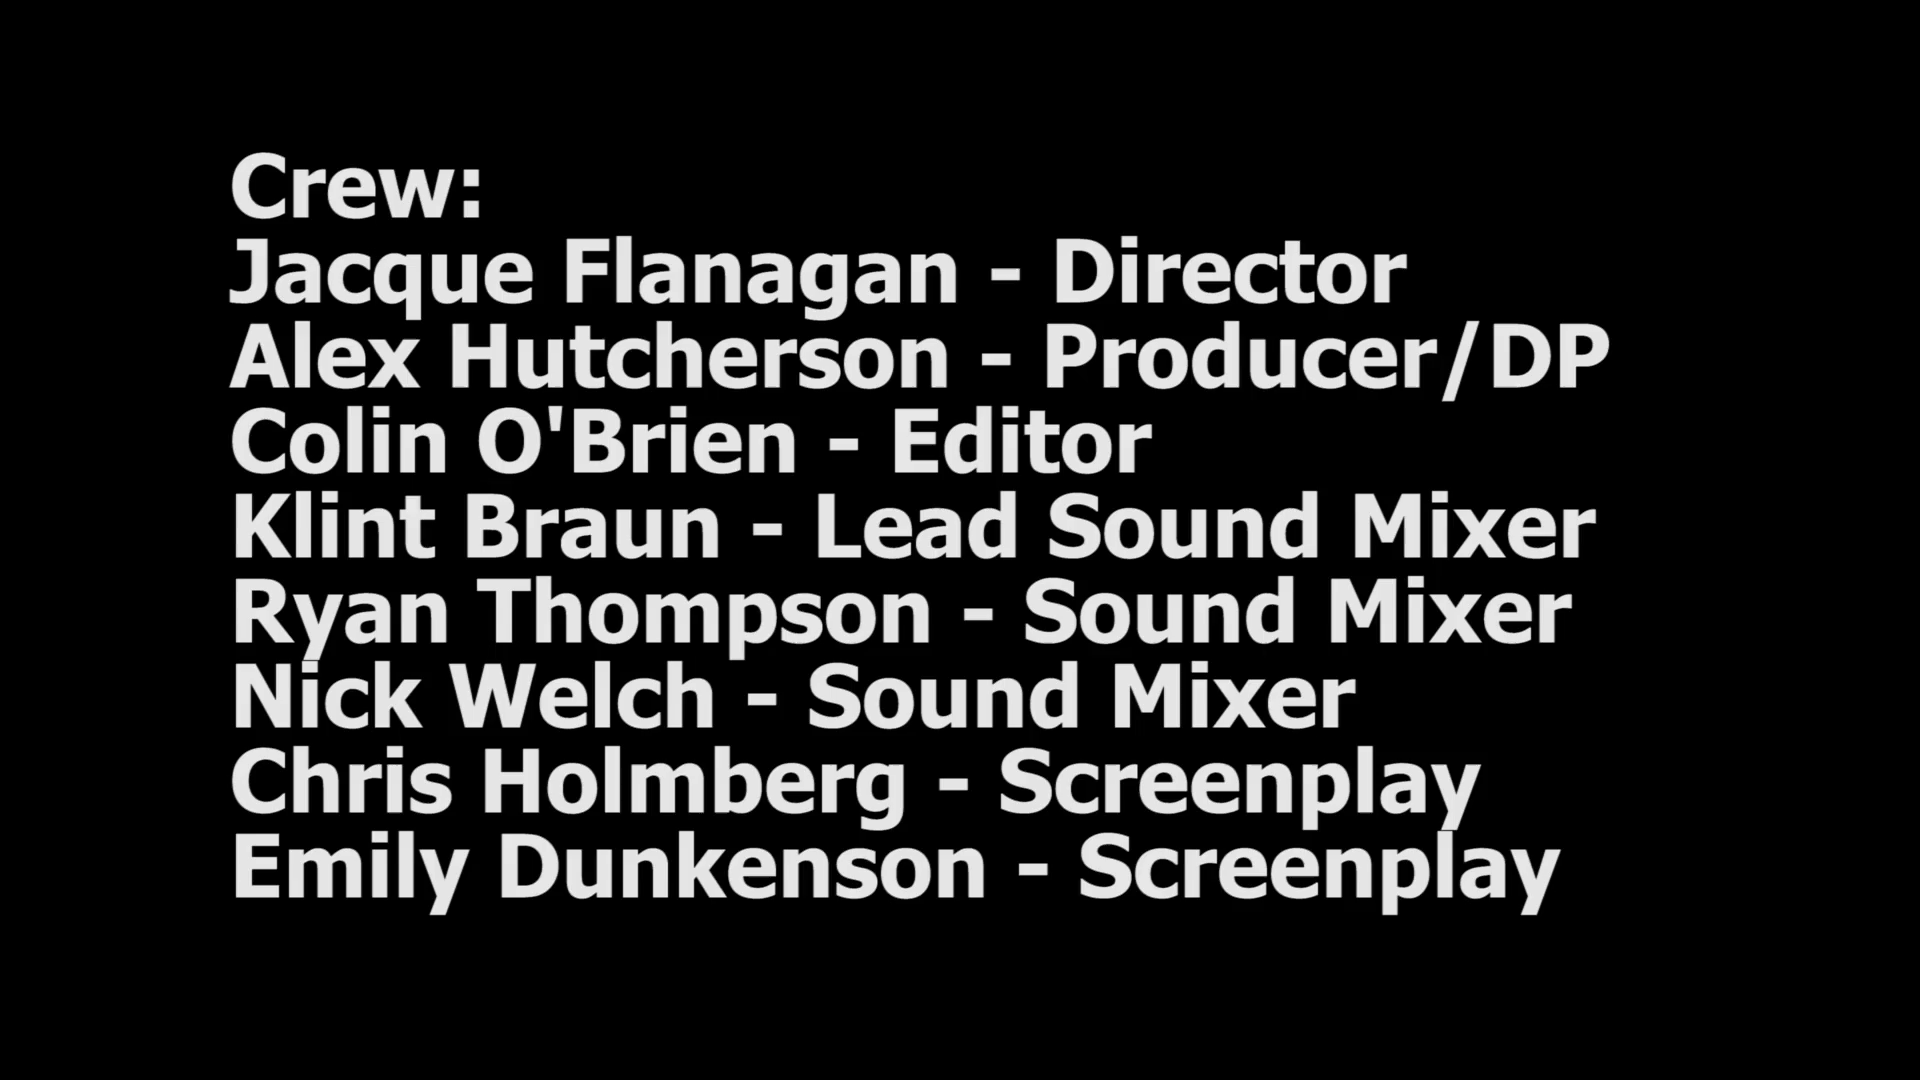 Crew:
Jacque Flanagan - Director
Alex Hutcherson - Producer/DP
Colin O'Brien - Editor
Klint Braun - Lead Sound Mixer
Ryan Thompson - Sound Mixer
Nick Welch - Sound Mixer
Chris Holmberg - Screenplay
Emily Dunkenson - Screenplay